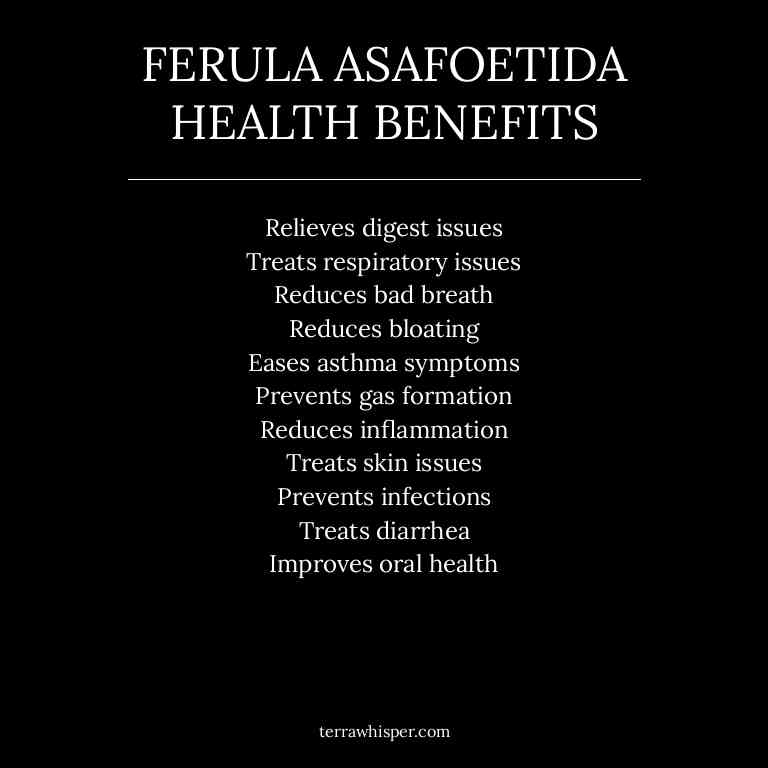 FERULA ASAFOETIDA
HEALTH BENEFITS
Relieves digest issues
Treats respiratory issues
Reduces bad breath
Reduces bloating
Eases asthma symptoms
Prevents gas formation
Reduces inflammation
Treats skin issues
Prevents infections
Treats diarrhea
Improves oral health
terrawhisper.com